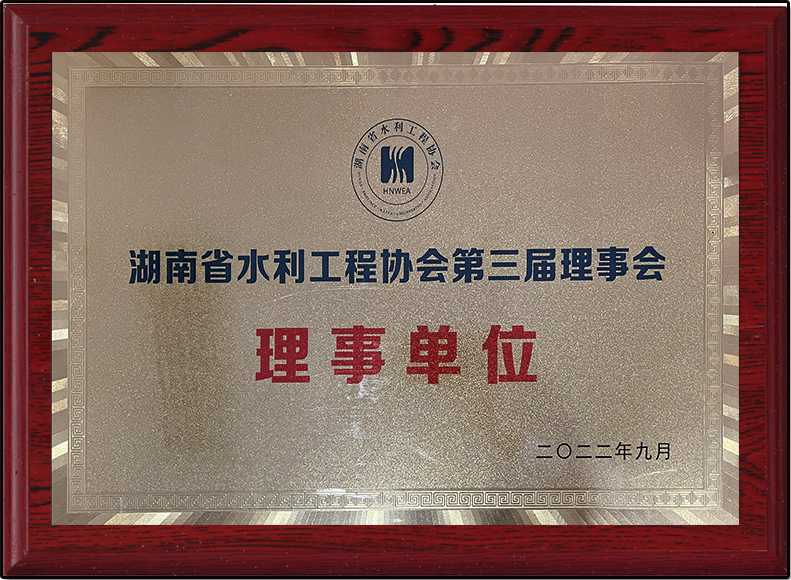 湖南省水利工程协会
HNWEA
湖南省水利工程协会第三届理事会
理事单位
二〇二二年九月